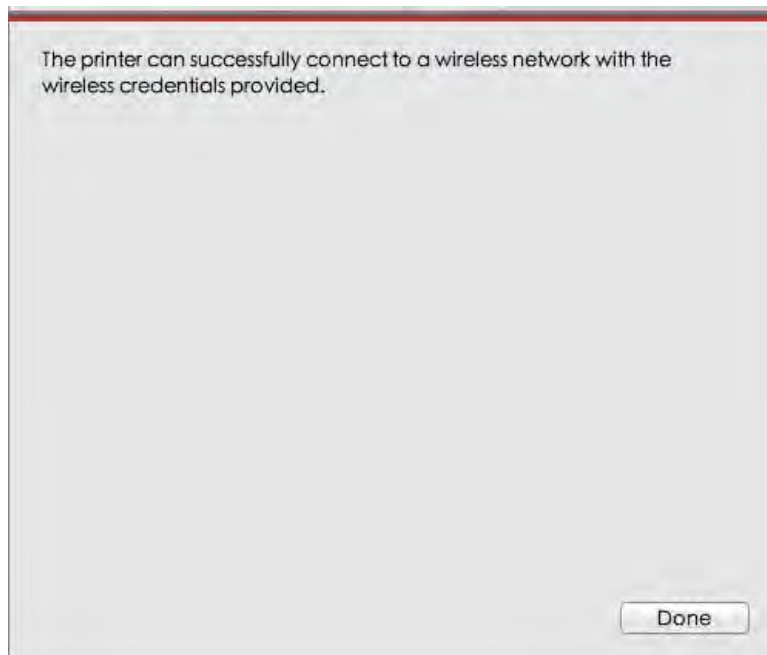 The printer can successfully connect to a wireless network with the
wireless credentials provided.
Done